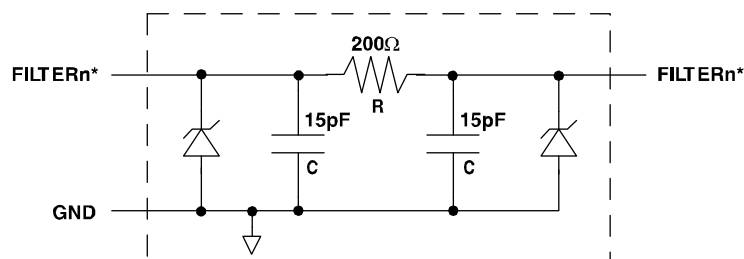 200Ω
FILTERn*
FILTERn*
R
15pF
15pF
C
C
GND